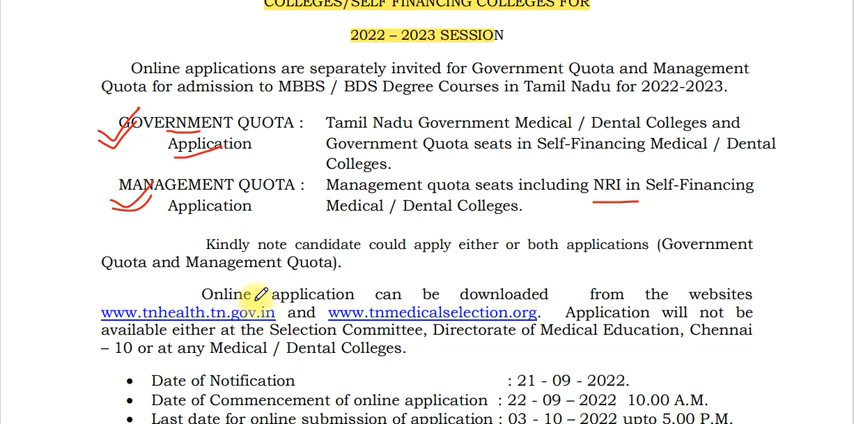 COLLEGES/SELF FINANCING COLLEGES FOR
2022 – 2023 SESSION
Online applications are separately invited for Government Quota and Management
Quota for admission to MBBS / BDS Degree Courses in Tamil Nadu for 2022-2023.
GOVERNMENT QUOTA : Tamil Nadu Government Medical / Dental Colleges and
Application Government Quota seats in Self-Financing Medical / Dental
Colleges.
MANAGEMENT QUOTA : Management quota seats including NRI in Self-Financing
Application Medical / Dental Colleges.
Kindly note candidate could apply either or both applications (Government
Quota and Management Quota).
Online application can be downloaded from the websites
www.tnhealth.tn.gov.in and www.tnmedicalselection.org. Application will not be
available either at the Selection Committee, Directorate of Medical Education, Chennai
– 10 or at any Medical / Dental Colleges.
• Date of Notification : 21 - 09 - 2022.
• Date of Commencement of online application : 22 - 09 – 2022 10.00 A.M.
• Last date for online submission of application : 03 - 10 – 2022 upto 5.00 P.M.